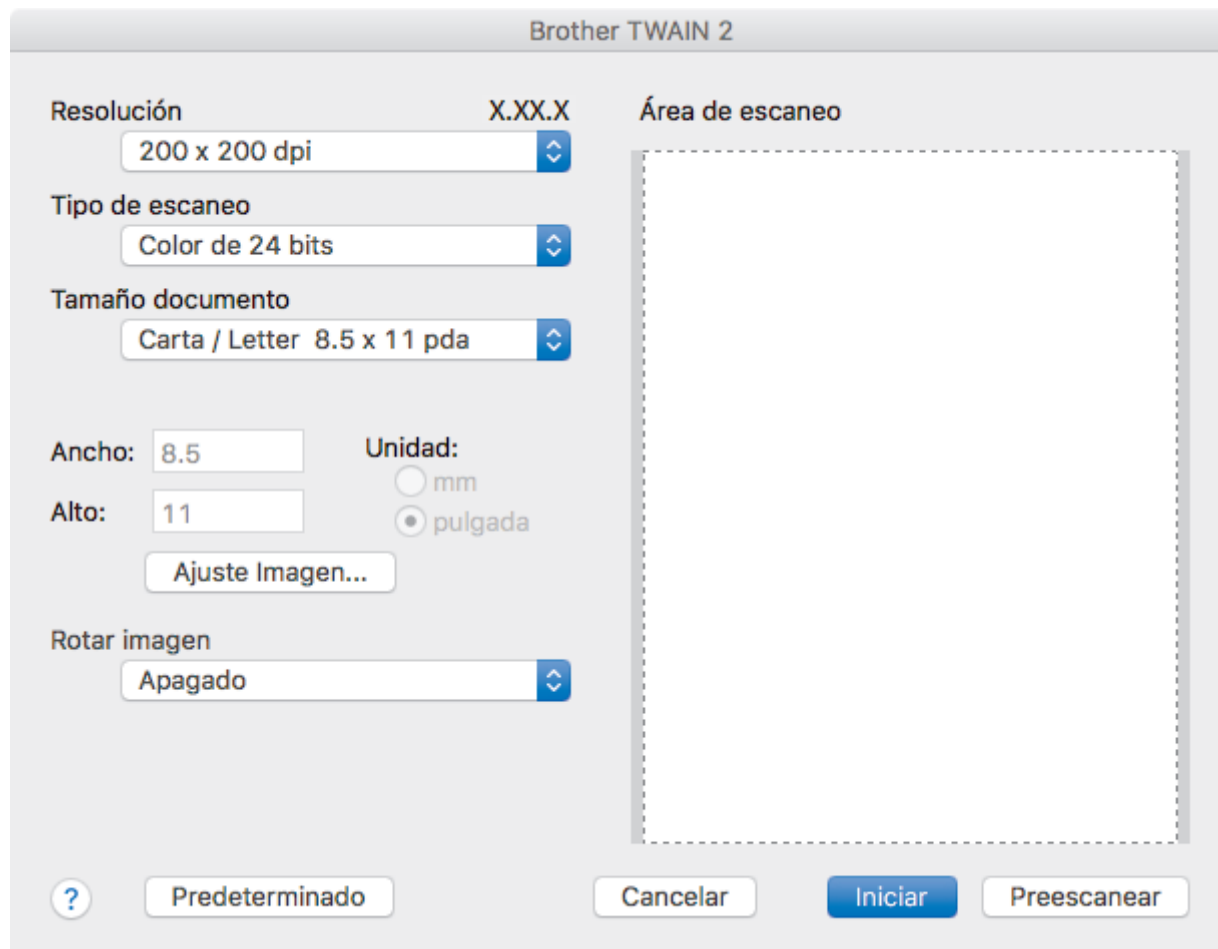 Brother TWAIN 2
Resolución X.XX.X
200 x 200 dpi
Tipo de escaneo
Color de 24 bits
Tamaño documento
Carta / Letter 8.5 x 11 pda
Ancho: 8.5
Unidad:
mm
Alto: 11
pulgada
Ajuste Imagen...
Rotar imagen
Apagado
Área de escaneo
? Predeterminado Cancelar Iniciar Preescanear